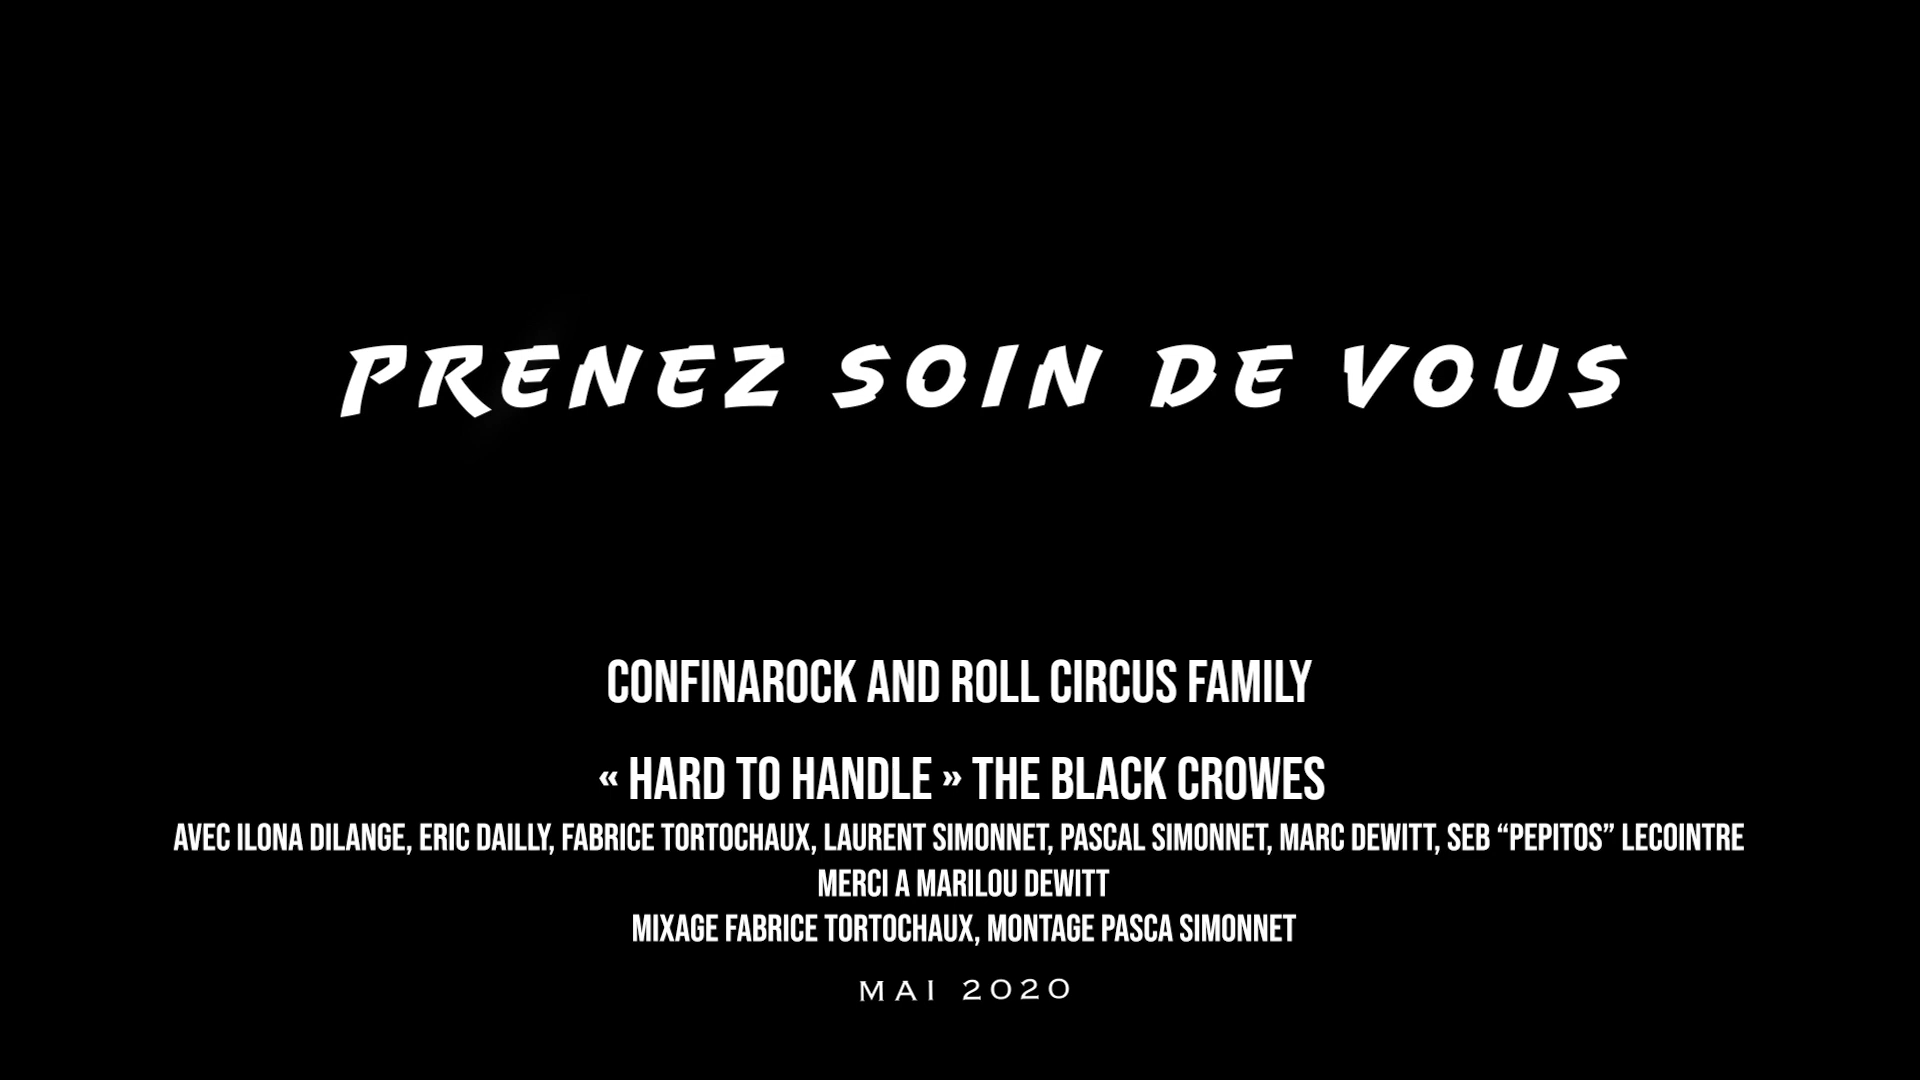 PRENEZ SOIN DE VOUS
CONFINAROCK AND ROLL CIRCUS FAMILY
« HARD TO HANDLE » THE BLACK CROWES
AVEC ILONA DILANGE, ERIC DAILLY, FABRICE TORTOCHAUX, LAURENT SIMONNET, PASCAL SIMONNET, MARC DEWITT, SEB “PEPITOS” LECOINTRE
MERCI A MARILOU DEWITT
MIXAGE FABRICE TORTOCHAUX, MONTAGE PASCA SIMONNET
MAI 2020